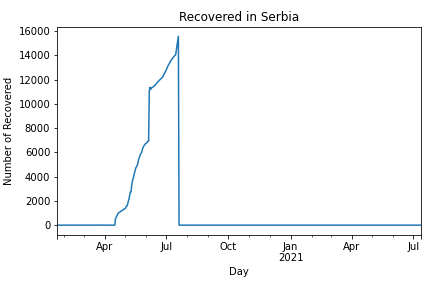 Recovered in Serbia
16000
14000
12000
10000
8000
6000
4000
2000
0
Number of Recovered
Apr Jul Oct Jan Apr Jul
2021
Day